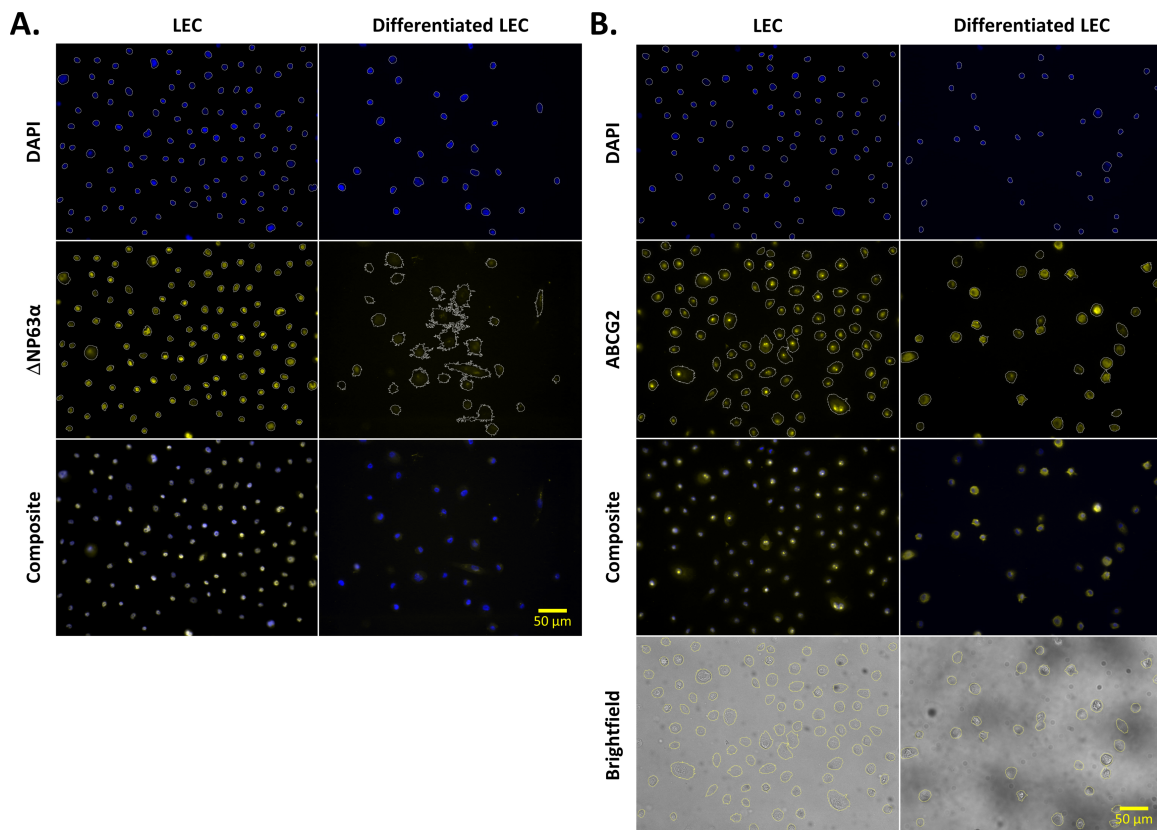 A.
LEC
Differentiated LEC
DAPI
ΔNP63α
Composite
50 µm
B.
LEC
Differentiated LEC
DAPI
ABCG2
Composite
Brightfield
50 µm